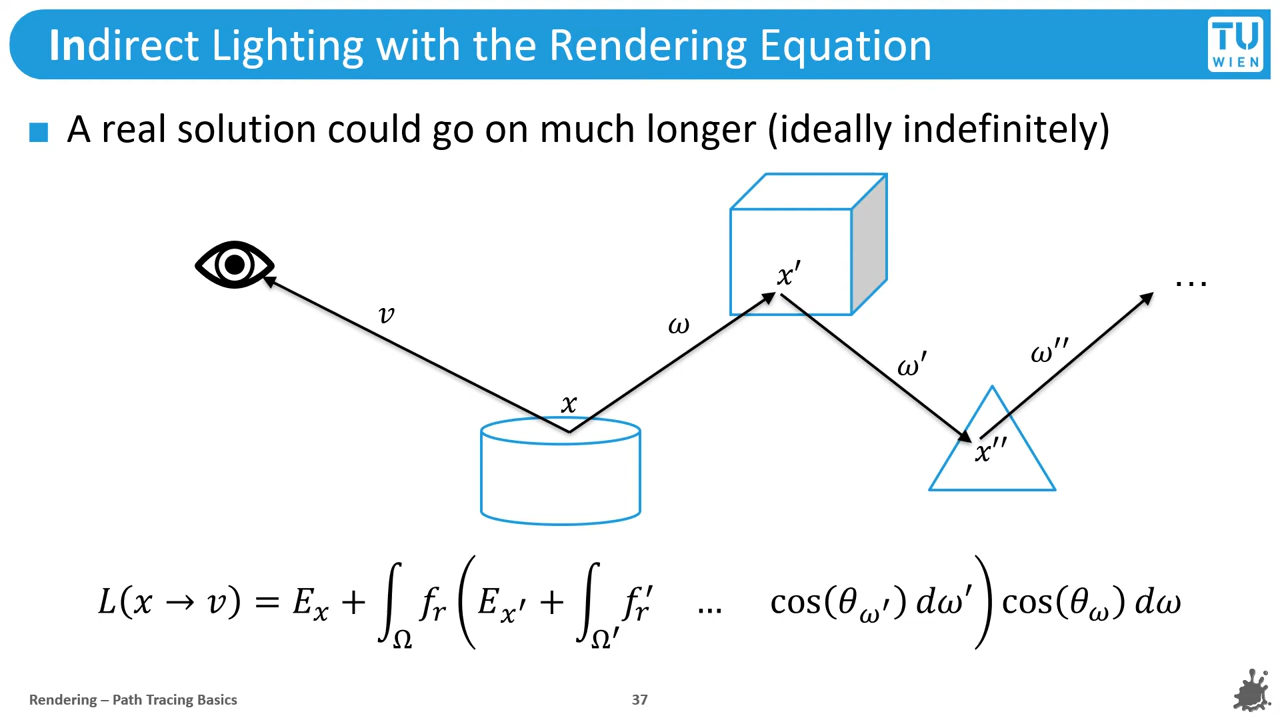 Indirect Lighting with the Rendering Equation
TU
WIEN
A real solution could go on much longer (ideally indefinitely)
x′
…
v
ω
ω′
ω′′
x
x′′
L(x → v) = E_x + ∫_Ω f_r (E_x′ + ∫_Ω′ f_r′ … cos(θ_ω′) dω′) cos(θ_ω) dω
Rendering – Path Tracing Basics
37